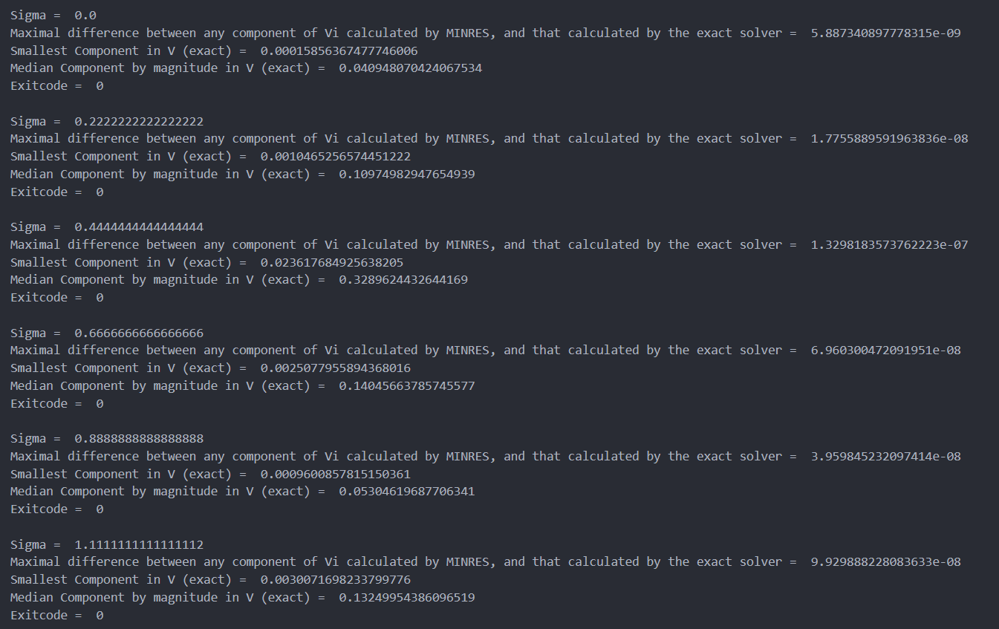 Sigma =  0.0
Maximal difference between any component of Vi calculated by MINRES, and that calculated by the exact solver =  5.887340897778315e-09
Smallest Component in V (exact) =  0.00015856367477746006
Median Component by magnitude in V (exact) =  0.040948070424067534
Exitcode =  0

Sigma =  0.2222222222222222
Maximal difference between any component of Vi calculated by MINRES, and that calculated by the exact solver =  1.7755889591963836e-08
Smallest Component in V (exact) =  0.0010465256574451222
Median Component by magnitude in V (exact) =  0.10974982947654939
Exitcode =  0

Sigma =  0.4444444444444444
Maximal difference between any component of Vi calculated by MINRES, and that calculated by the exact solver =  1.3298183573762223e-07
Smallest Component in V (exact) =  0.023617684925638205
Median Component by magnitude in V (exact) =  0.3289624432644169
Exitcode =  0

Sigma =  0.6666666666666666
Maximal difference between any component of Vi calculated by MINRES, and that calculated by the exact solver =  6.960300472091951e-08
Smallest Component in V (exact) =  0.0025077955894368016
Median Component by magnitude in V (exact) =  0.14045663785745577
Exitcode =  0

Sigma =  0.8888888888888888
Maximal difference between any component of Vi calculated by MINRES, and that calculated by the exact solver =  3.959845232097414e-08
Smallest Component in V (exact) =  0.0009600857815150361
Median Component by magnitude in V (exact) =  0.05304619687706341
Exitcode =  0

Sigma =  1.1111111111111112
Maximal difference between any component of Vi calculated by MINRES, and that calculated by the exact solver =  9.929888228083633e-08
Smallest Component in V (exact) =  0.0030071698233799776
Median Component by magnitude in V (exact) =  0.13249954386096519
Exitcode =  0